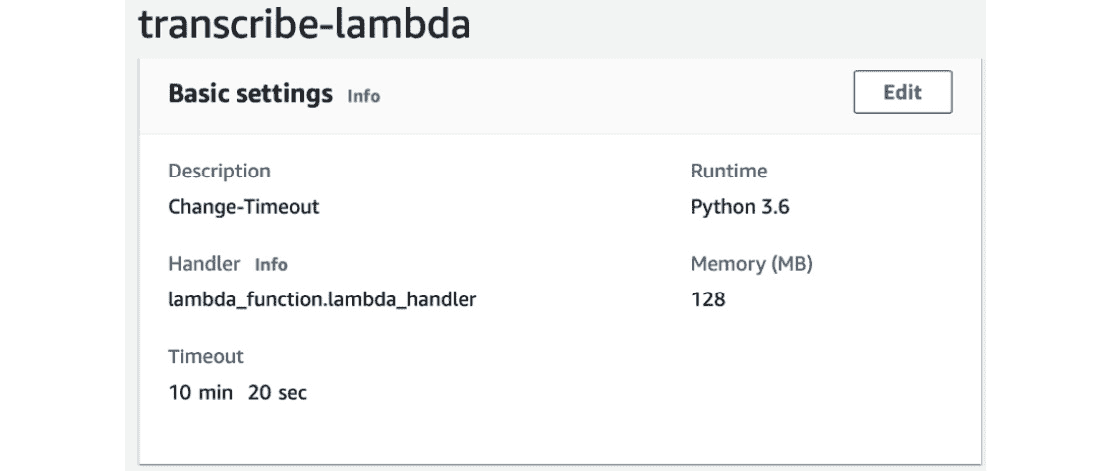 transcribe-lambda
Basic settings Info
Edit
Description
Runtime
Change-Timeout
Python 3.6
Handler Info
Memory (MB)
lambda_function.lambda_handler
128
Timeout
10 min 20 sec